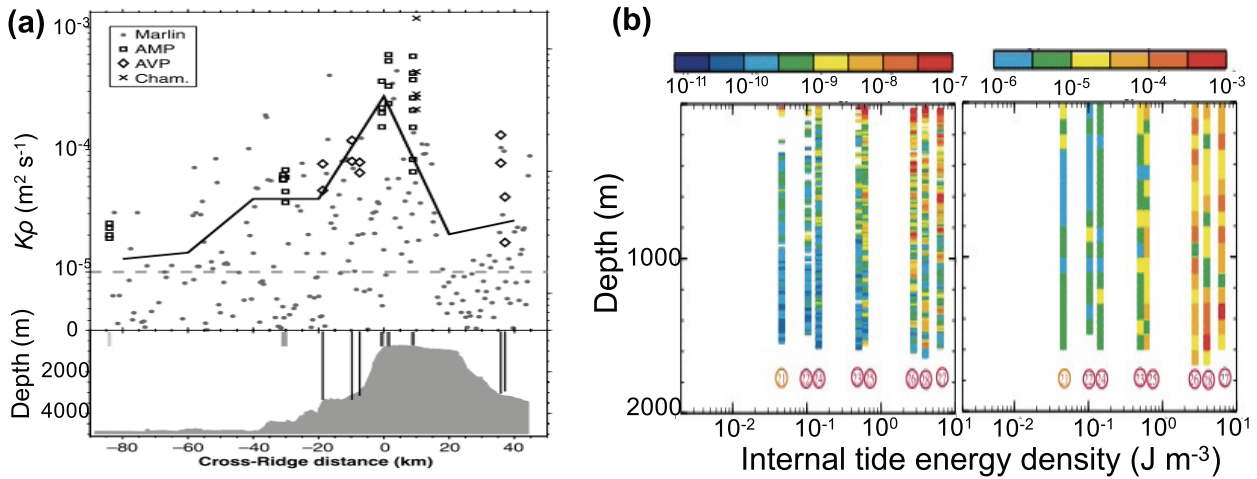 (a)
10-3
Marlin
AMP
AVP
Cham.
10-4
Kρ (m2 s-1)
10-5
0
Depth (m)
2000
4000
−80 −60 −40 −20 0 20 40
Cross-Ridge distance (km)
(b)
10-11 10-10 10-9 10-8 10-7
10-6 10-5 10-4 10-3
Depth (m)
1000
2000
10-2 10-1 100 101
10-2 10-1 100 101
Internal tide energy density (J m-3)